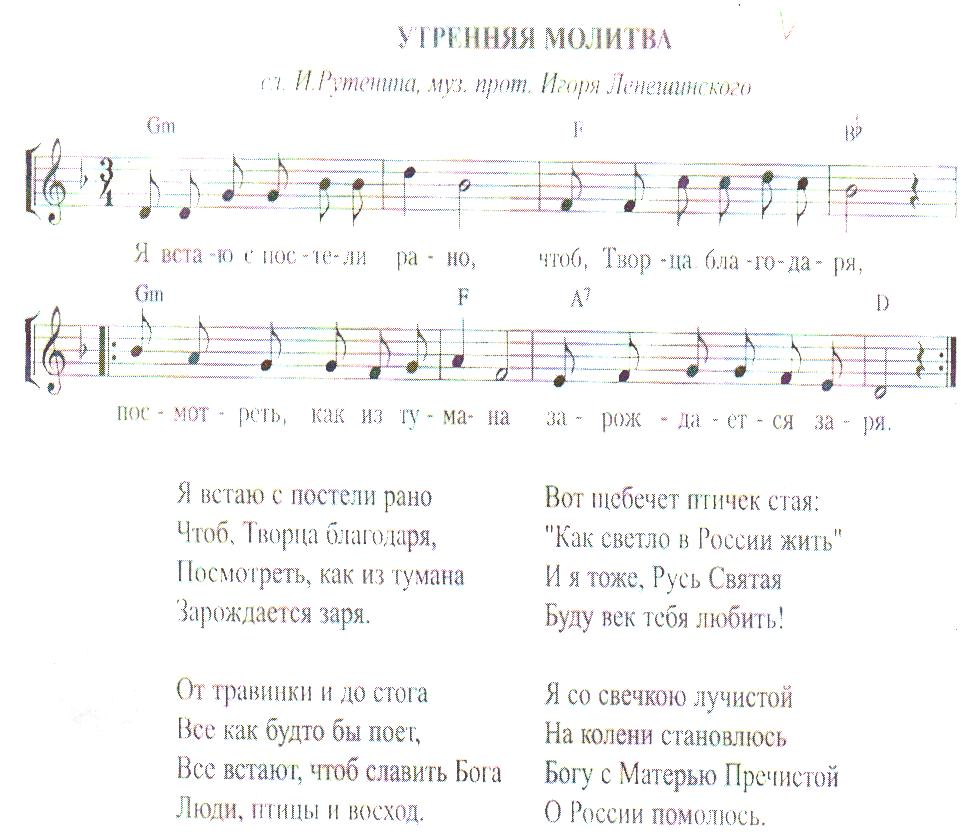 УТРЕННЯЯ МОЛИТВА
сл. И.Рутенина, муз. прот. Игоря Ленешинского
Gm F B♭
3
4
Я вста -ю с пос -те-ли ра - но, чтоб, Твор -ца бла -го-да- ря,
Gm F A7 D
пос - мот - реть, как из ту - ма- на за - рож - да - ет - ся за - ря.
Я встаю с постели рано
Чтоб, Творца благодаря,
Посмотреть, как из тумана
Зарождается заря.
От травинки и до стога
Все как будто бы поет,
Все встают, чтоб славить Бога
Люди, птицы и восход.
Вот щебечет птичек стая:
"Как светло в России жить"
И я тоже, Русь Святая
Буду век тебя любить!
Я со свечкою лучистой
На колени становлюсь
Богу с Матерью Пречистой
О России помолюсь.